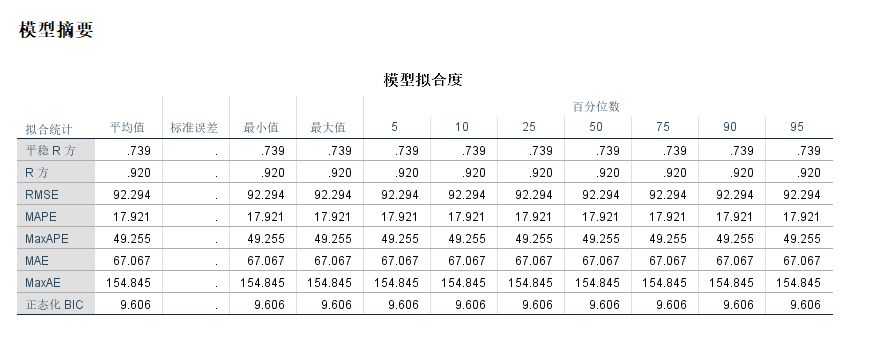 模型摘要
模型拟合度
百分位数
拟合统计 平均值 标准误差 最小值 最大值 5 10 25 50 75 90 95
平稳 R 方 .739 . .739 .739 .739 .739 .739 .739 .739 .739 .739
R 方 .920 . .920 .920 .920 .920 .920 .920 .920 .920 .920
RMSE 92.294 . 92.294 92.294 92.294 92.294 92.294 92.294 92.294 92.294 92.294
MAPE 17.921 . 17.921 17.921 17.921 17.921 17.921 17.921 17.921 17.921 17.921
MaxAPE 49.255 . 49.255 49.255 49.255 49.255 49.255 49.255 49.255 49.255 49.255
MAE 67.067 . 67.067 67.067 67.067 67.067 67.067 67.067 67.067 67.067 67.067
MaxAE 154.845 . 154.845 154.845 154.845 154.845 154.845 154.845 154.845 154.845 154.845
正态化 BIC 9.606 . 9.606 9.606 9.606 9.606 9.606 9.606 9.606 9.606 9.606